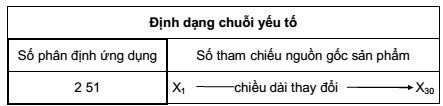 Định dạng chuỗi yếu tố
Số phân định ứng dụng Số tham chiếu nguồn gốc sản phẩm
2 51 X1 chiều dài thay đổi X30